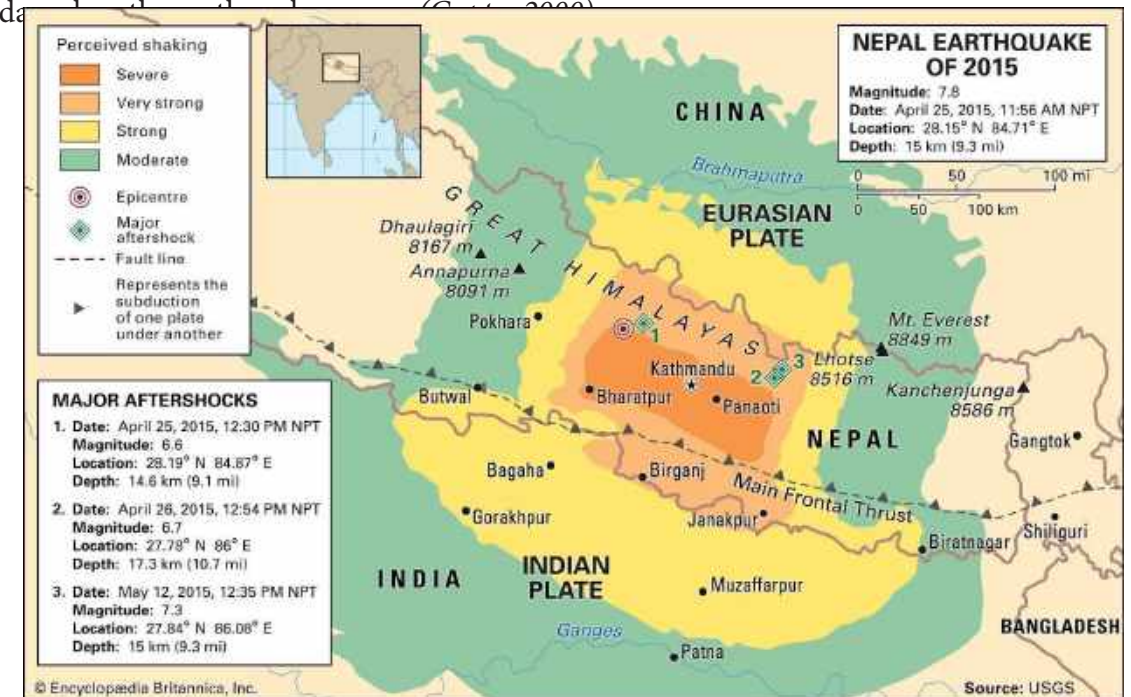 Perceived shaking
Severe
Very strong
Strong
Moderate
Epicentre
Major
aftershock
Fault line
Represents the
subduction
of one plate
under another
NEPAL EARTHQUAKE
OF 2015
Magnitude: 7.8
Date: April 25, 2015, 11:56 AM NPT
Location: 28.15° N 84.71° E
Depth: 15 km (9.3 mi)
0 50 100 mi
0 50 100 km
CHINA
Brahmaputra
EURASIAN
PLATE
GREAT HIMALAYAS
Dhaulagiri
8167 m
Annapurna
8091 m
Pokhara
1
Mt. Everest
8849 m
Lhotse
8516 m
2 3
Kathmandu
Kanchenjunga
8586 m
Butwal
Bharatpur
Panaoti
NEPAL
Gangtok
Bagaha
Birganj
Main Frontal Thrust
Gorakhpur
Janakpur
Shiliguri
Biratnagar
INDIA
INDIAN
PLATE
Muzaffarpur
BANGLADESH
Ganges
Patna
MAJOR AFTERSHOCKS
1. Date: April 25, 2015, 12:30 PM NPT
Magnitude: 6.6
Location: 28.19° N 84.87° E
Depth: 14.6 km (9.1 mi)
2. Date: April 26, 2015, 12:54 PM NPT
Magnitude: 6.7
Location: 27.78° N 86° E
Depth: 17.3 km (10.7 mi)
3. Date: May 12, 2015, 12:35 PM NPT
Magnitude: 7.3
Location: 27.84° N 86.08° E
Depth: 15 km (9.3 mi)
© Encyclopædia Britannica, Inc.
Source: USGS